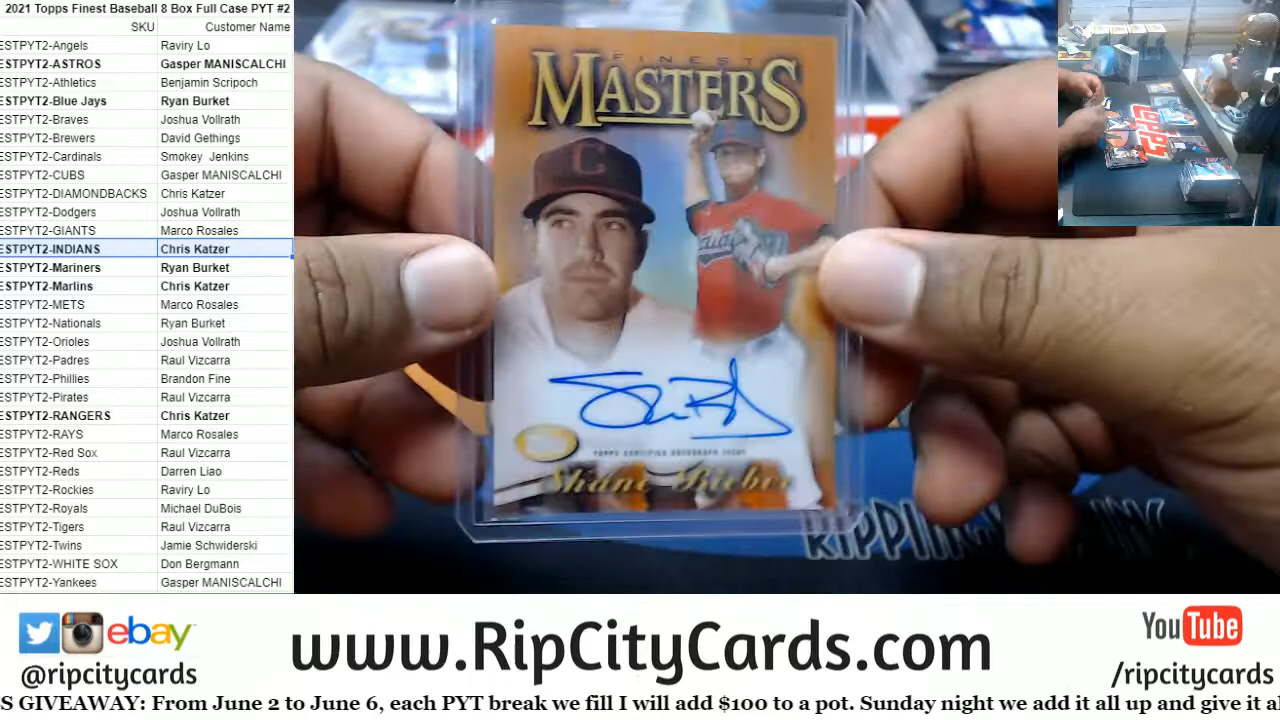 2021 Topps Finest Baseball 8 Box Full Case PYT #2
SKU Customer Name
ESTPYT2-Angels Raviry Lo
ESTPYT2-ASTROS Gasper MANISCALCHI
ESTPYT2-Athletics Benjamin Scripoch
ESTPYT2-Blue Jays Ryan Burket
ESTPYT2-Braves Joshua Vollrath
ESTPYT2-Brewers David Gethings
ESTPYT2-Cardinals Smokey Jenkins
ESTPYT2-CUBS Gasper MANISCALCHI
ESTPYT2-DIAMONDBACKS Chris Katzer
ESTPYT2-Dodgers Joshua Vollrath
ESTPYT2-GIANTS Marco Rosales
ESTPYT2-INDIANS Chris Katzer
ESTPYT2-Mariners Ryan Burket
ESTPYT2-Marlins Chris Katzer
ESTPYT2-METS Marco Rosales
ESTPYT2-Nationals Ryan Burket
ESTPYT2-Orioles Joshua Vollrath
ESTPYT2-Padres Raul Vizcarra
ESTPYT2-Phillies Brandon Fine
ESTPYT2-Pirates Raul Vizcarra
ESTPYT2-RANGERS Chris Katzer
ESTPYT2-RAYS Marco Rosales
ESTPYT2-Red Sox Raul Vizcarra
ESTPYT2-Reds Darren Liao
ESTPYT2-Rockies Raviry Lo
ESTPYT2-Royals Michael DuBois
ESTPYT2-Tigers Raul Vizcarra
ESTPYT2-Twins Jamie Schwiderski
ESTPYT2-WHITE SOX Don Bergmann
ESTPYT2-Yankees Gasper MANISCALCHI
FINEST
MASTERS
C
TOPPS CERTIFIED AUTOGRAPH ISSUE
Shane Bieber
RIPPIN
topps
ebay
@ripcitycards
www.RipCityCards.com
YouTube
/ripcitycards
S GIVEAWAY: From June 2 to June 6, each PYT break we fill I will add $100 to a pot. Sunday night we add it all up and give it al